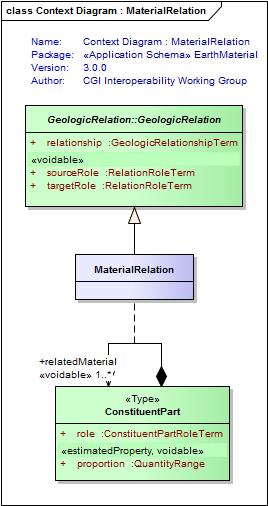 class Context Diagram : MaterialRelation
Name: Context Diagram : MaterialRelation
Package: «Application Schema» EarthMaterial
Version: 3.0.0
Author: CGI Interoperability Working Group
GeologicRelation::GeologicRelation
+ relationship :GeologicRelationshipTerm
«voidable»
+ sourceRole :RelationRoleTerm
+ targetRole :RelationRoleTerm
MaterialRelation
+relatedMaterial
«voidable» 1..*
«Type»
ConstituentPart
+ role :ConstituentPartRoleTerm
«estimatedProperty, voidable»
+ proportion :QuantityRange